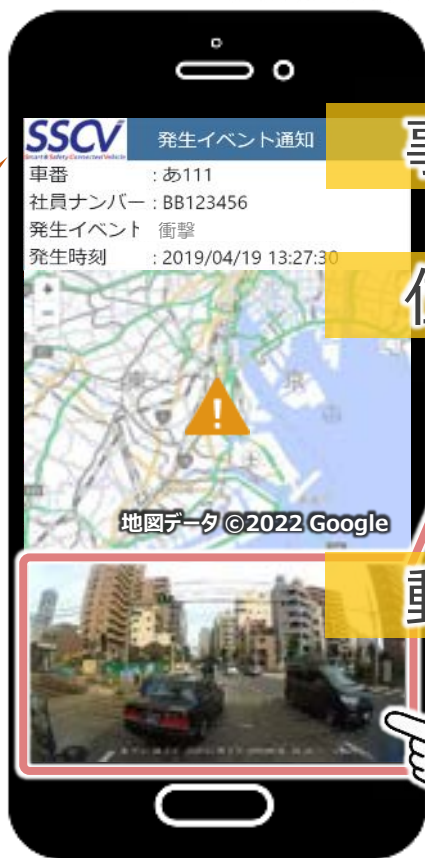 SSCV
発生イベント通知
Smart&Safety Connected Vehicle
車番 : あ111
社員ナンバー : BB123456
発生イベント 衝撃
発生時刻 : 2019/04/19 13:27:30
地図データ ©2022 Google
動